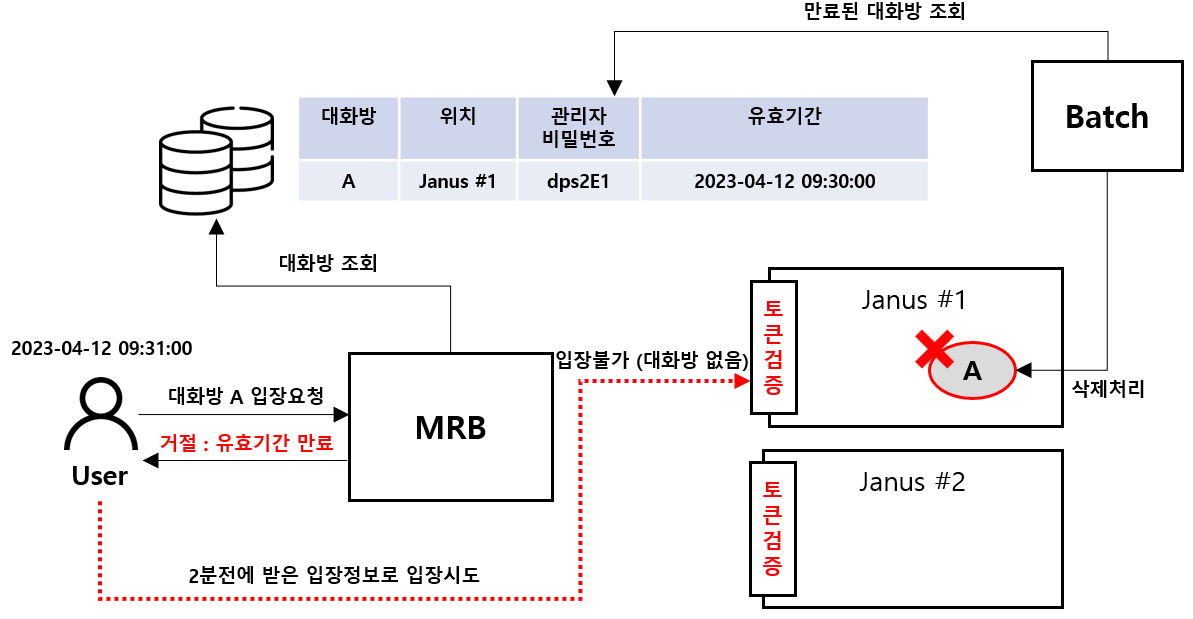 만료된 대화방 조회
Batch
대화방 위치 관리자 비밀번호 유효기간
A Janus #1 dps2E1 2023-04-12 09:30:00
대화방 조회
2023-04-12 09:31:00
User
대화방 A 입장요청
거절 : 유효기간 만료
MRB
입장불가 (대화방 없음)
토큰검증
Janus #1
A
삭제처리
토큰검증
Janus #2
2분전에 받은 입장정보로 입장시도